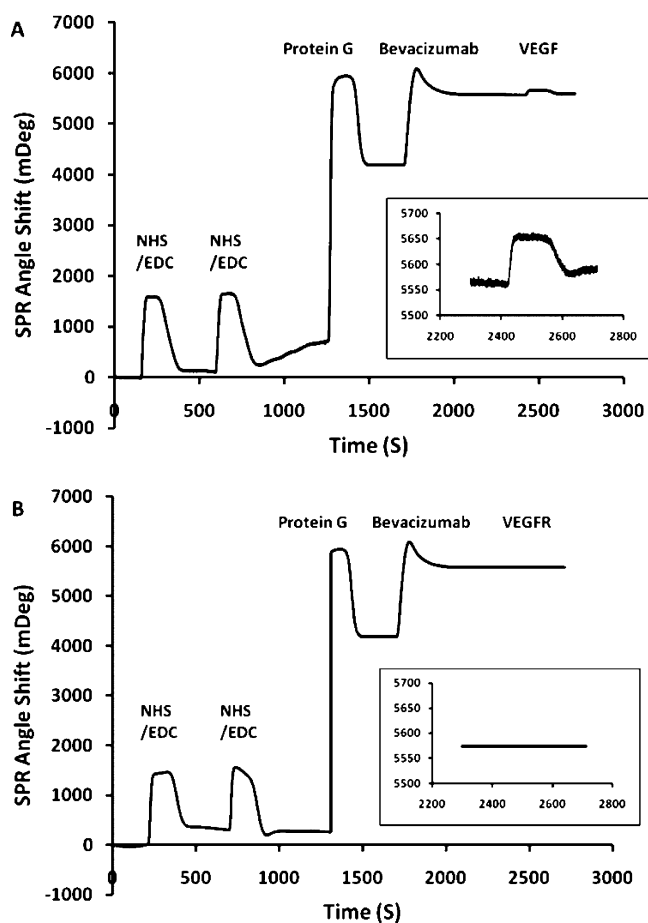 A
7000
Protein G Bevacizumab VEGF
6000
5000
4000
3000
2000
1000
0
-1000
SPR Angle Shift (mDeg)
NHS
/EDC
NHS
/EDC
5700
5650
5600
5550
5500
2200 2400 2600 2800
0 500 1000 1500 2000 2500 3000
Time (S)
B
7000
Protein G Bevacizumab VEGFR
6000
5000
4000
3000
2000
1000
0
-1000
SPR Angle Shift (mDeg)
NHS
/EDC
NHS
/EDC
5700
5650
5600
5550
5500
2200 2400 2600 2800
0 500 1000 1500 2000 2500 3000
Time (S)